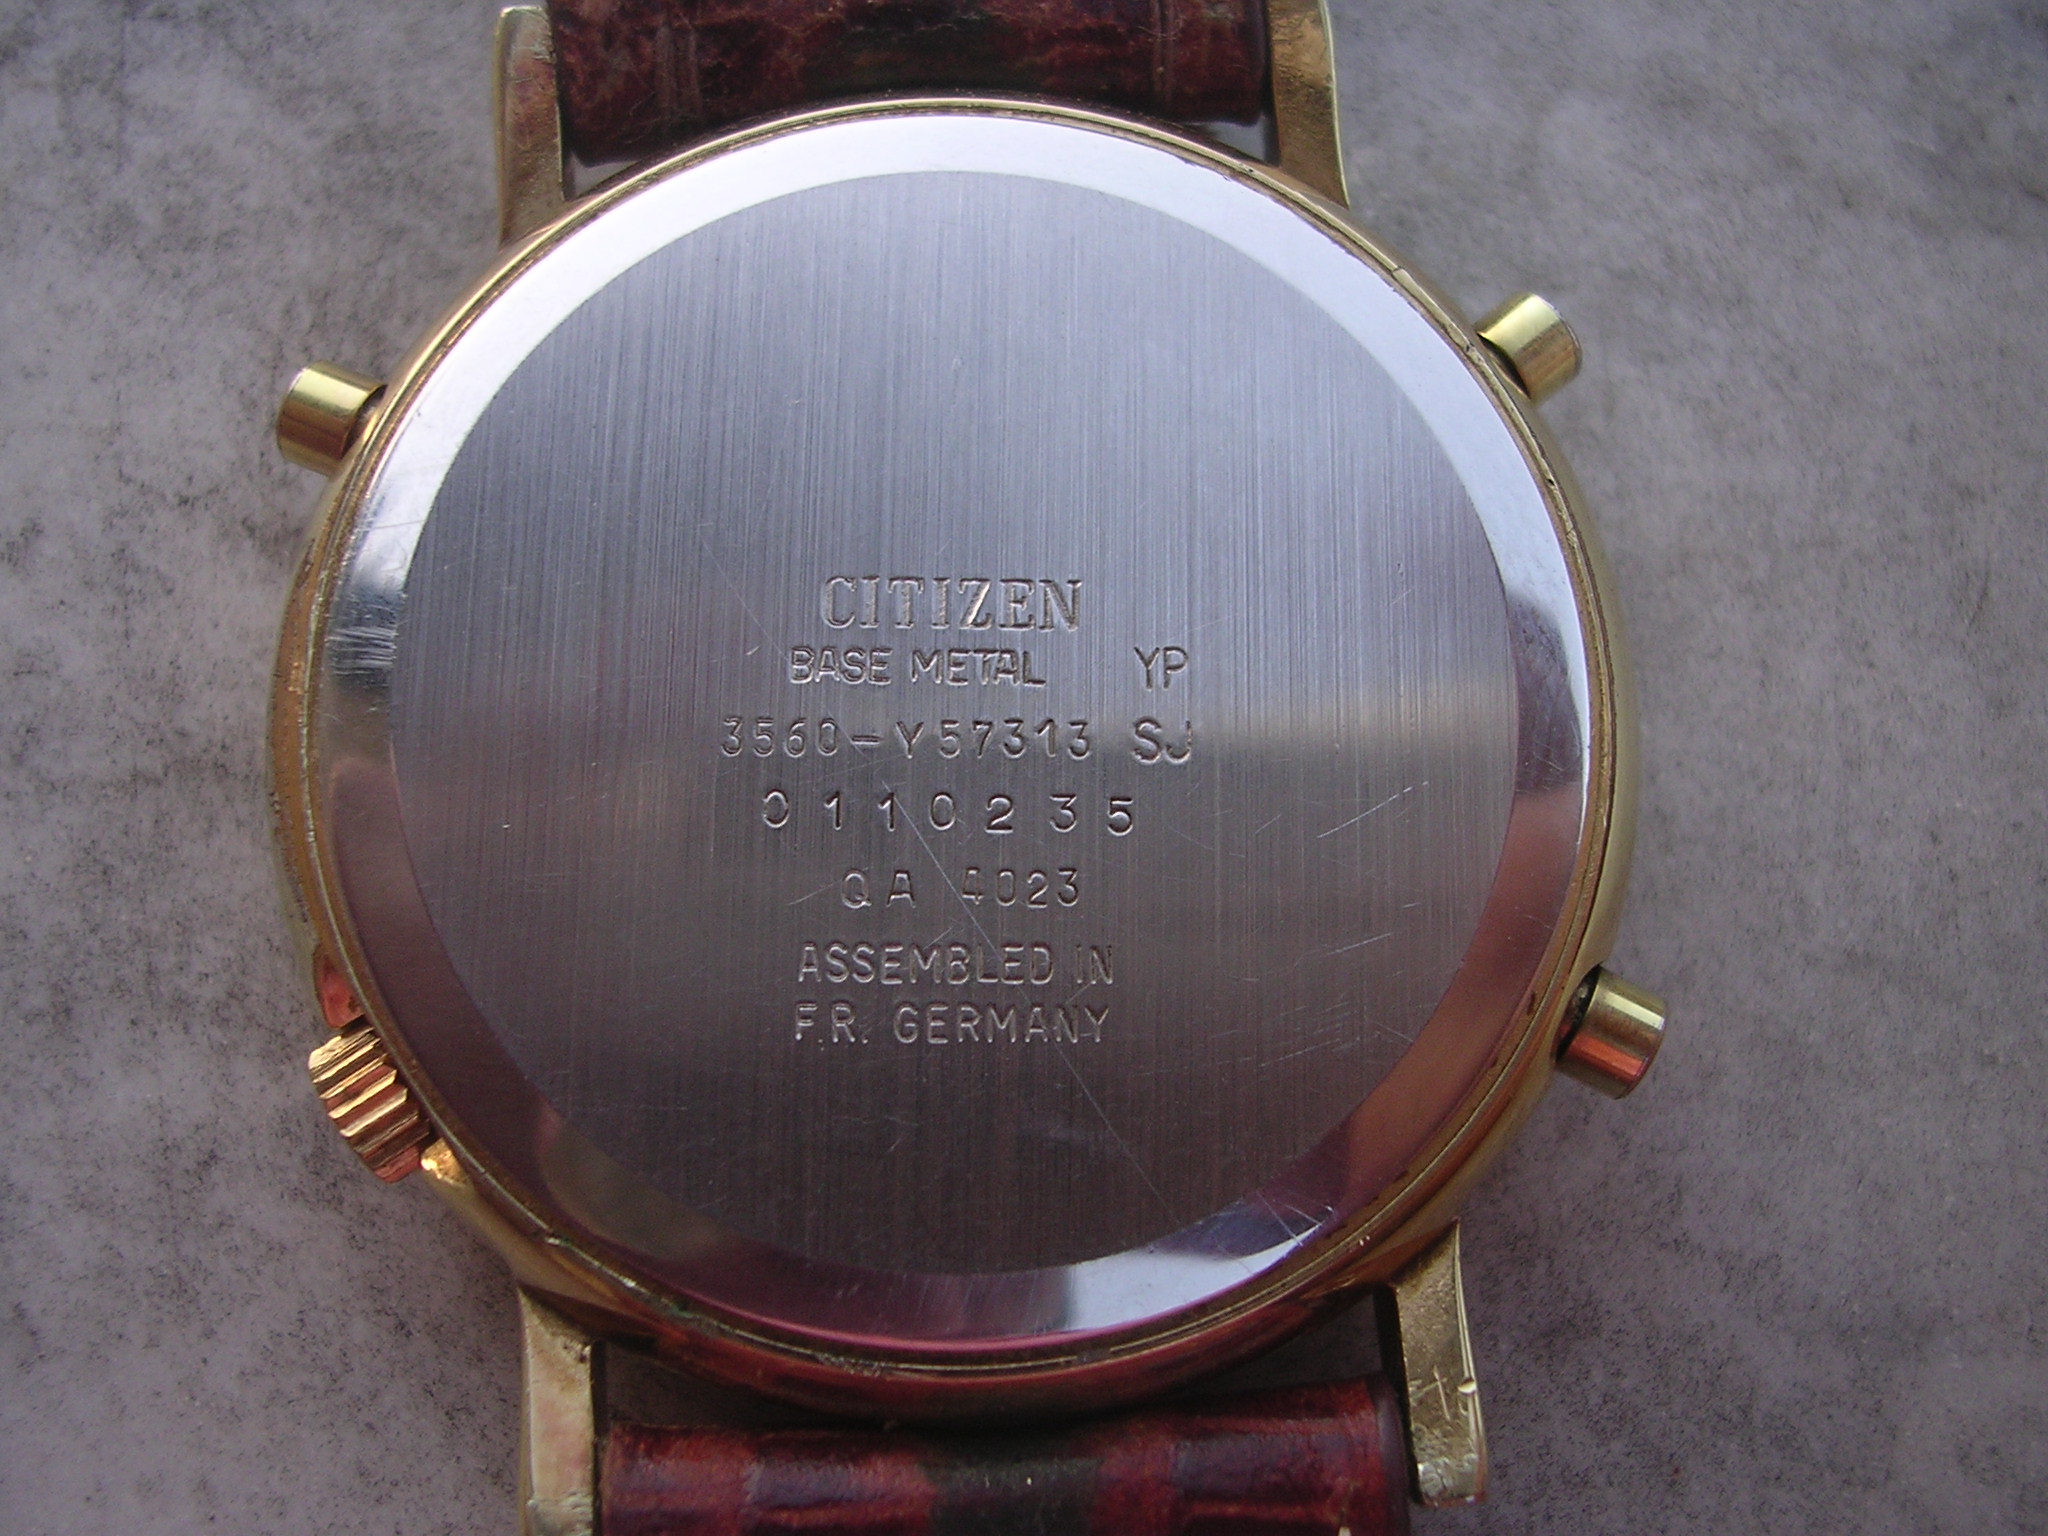 CITIZEN
BASE METAL YP
3560-Y57313 SJ
0110235
QA 4023
ASSEMBLED IN
F.R. GERMANY